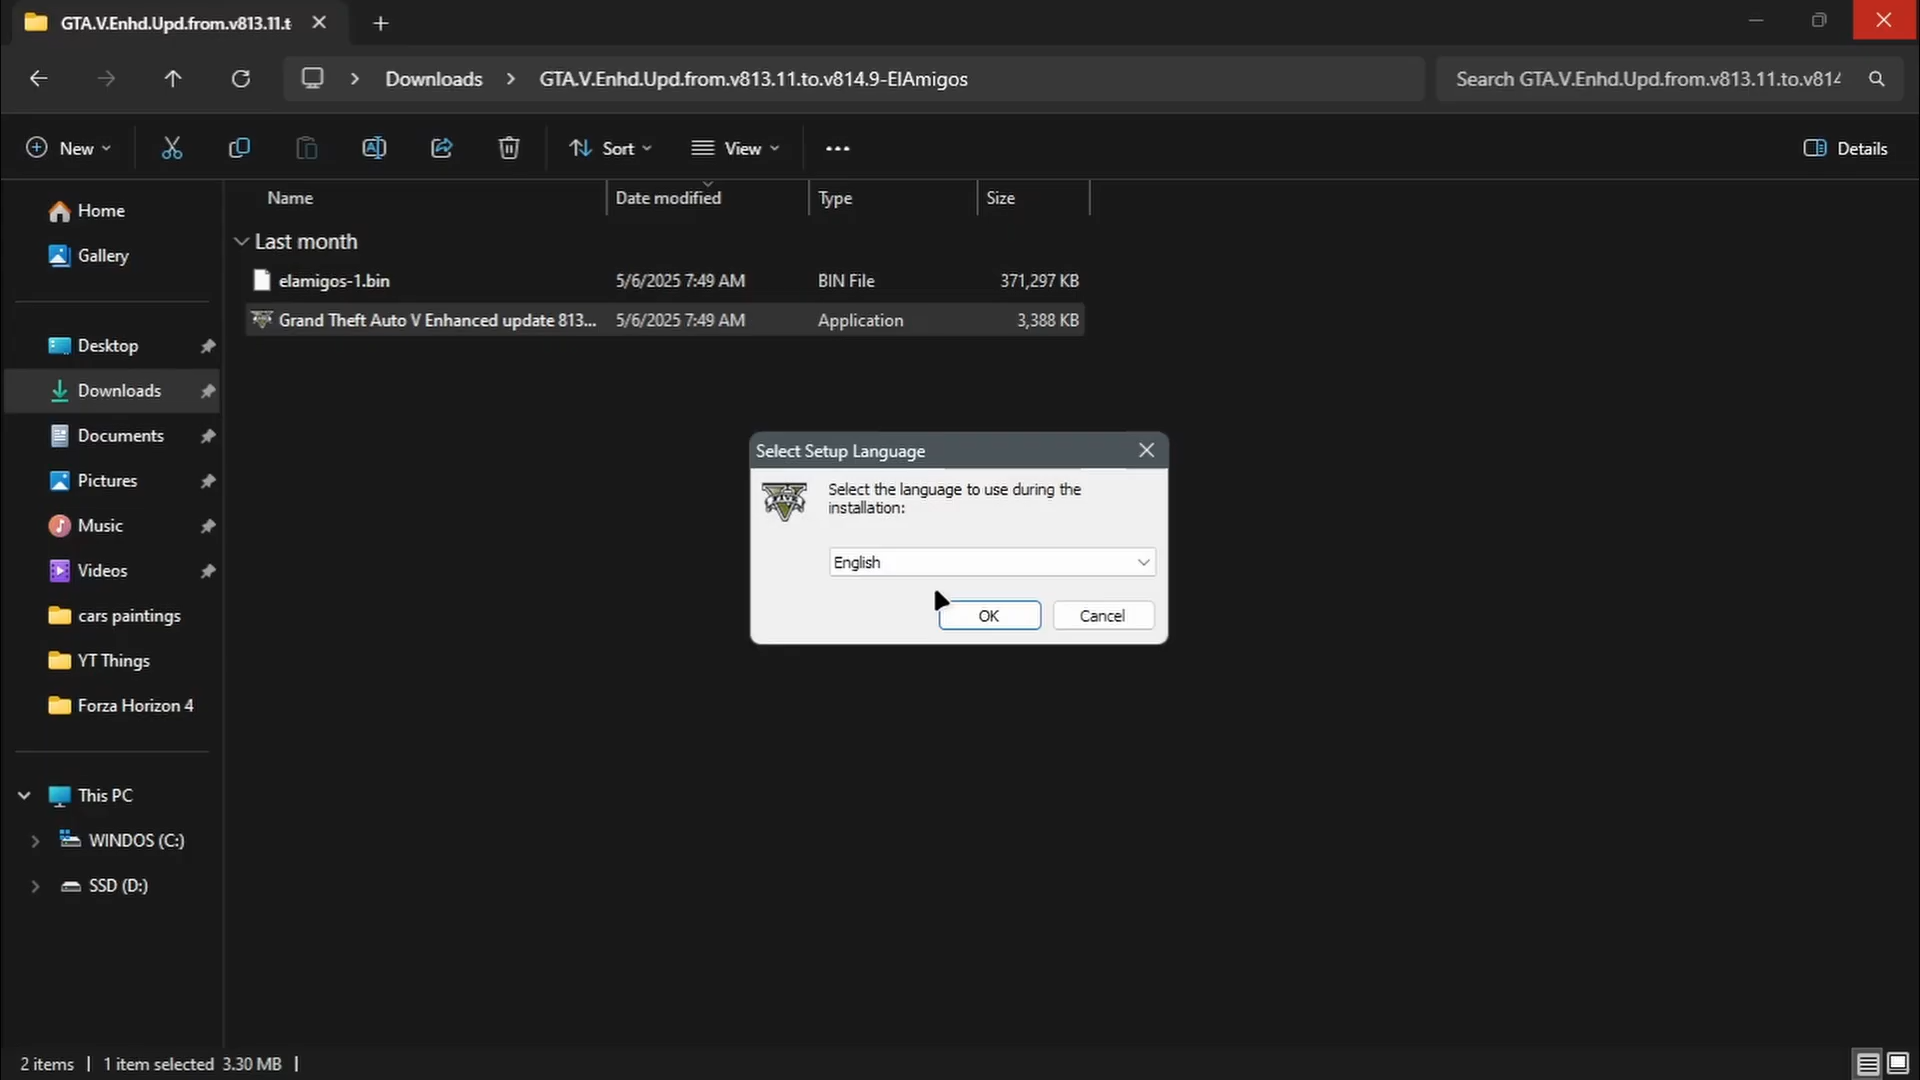 GTA.V.Enhd.Upd.from.v813.11.t
Downloads > GTA.V.Enhd.Upd.from.v813.11.to.v814.9-ElAmigos
Search GTA.V.Enhd.Upd.from.v813.11.to.v814
New
Sort
View
Details
Name
Date modified
Type
Size
Home
Gallery
Desktop
Downloads
Documents
Pictures
Music
Videos
cars paintings
YT Things
Forza Horizon 4
This PC
WINDOS (C:)
SSD (D:)
Last month
elamigos-1.bin 5/6/2025 7:49 AM BIN File 371,297 KB
Grand Theft Auto V Enhanced update 813... 5/6/2025 7:49 AM Application 3,388 KB
Select Setup Language
FIVE
Select the language to use during the
installation:
English
OK
Cancel
2 items | 1 item selected 3.30 MB |